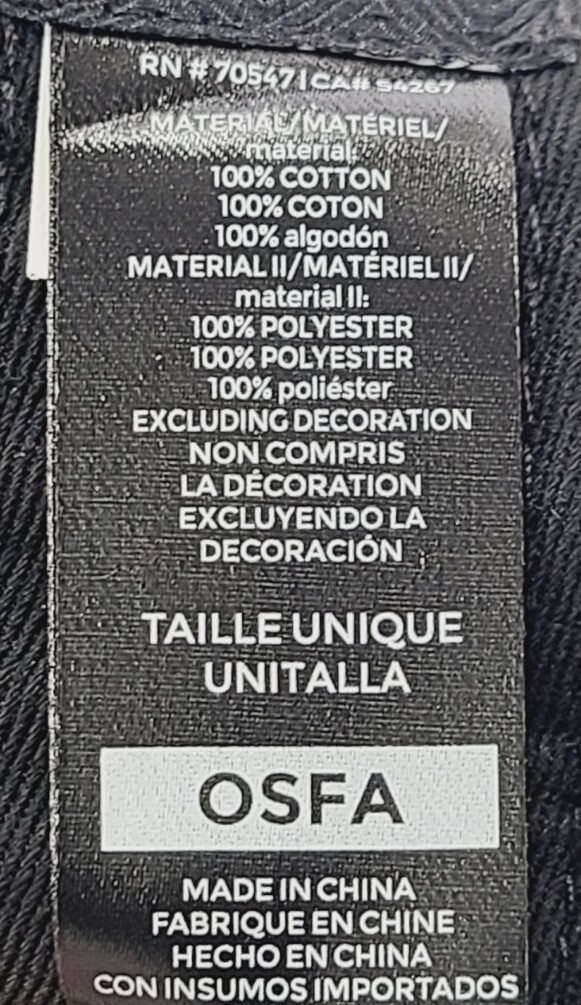 RN # 70547 | CA# 54267
MATERIAL/MATÉRIEL/
material:
100% COTTON
100% COTON
100% algodón
MATERIAL II/MATÉRIEL II/
material II:
100% POLYESTER
100% POLYESTER
100% poliéster
EXCLUDING DECORATION
NON COMPRIS
LA DÉCORATION
EXCLUYENDO LA
DECORACIÓN
TAILLE UNIQUE
UNITALLA
OSFA
MADE IN CHINA
FABRIQUE EN CHINE
HECHO EN CHINA
CON INSUMOS IMPORTADOS